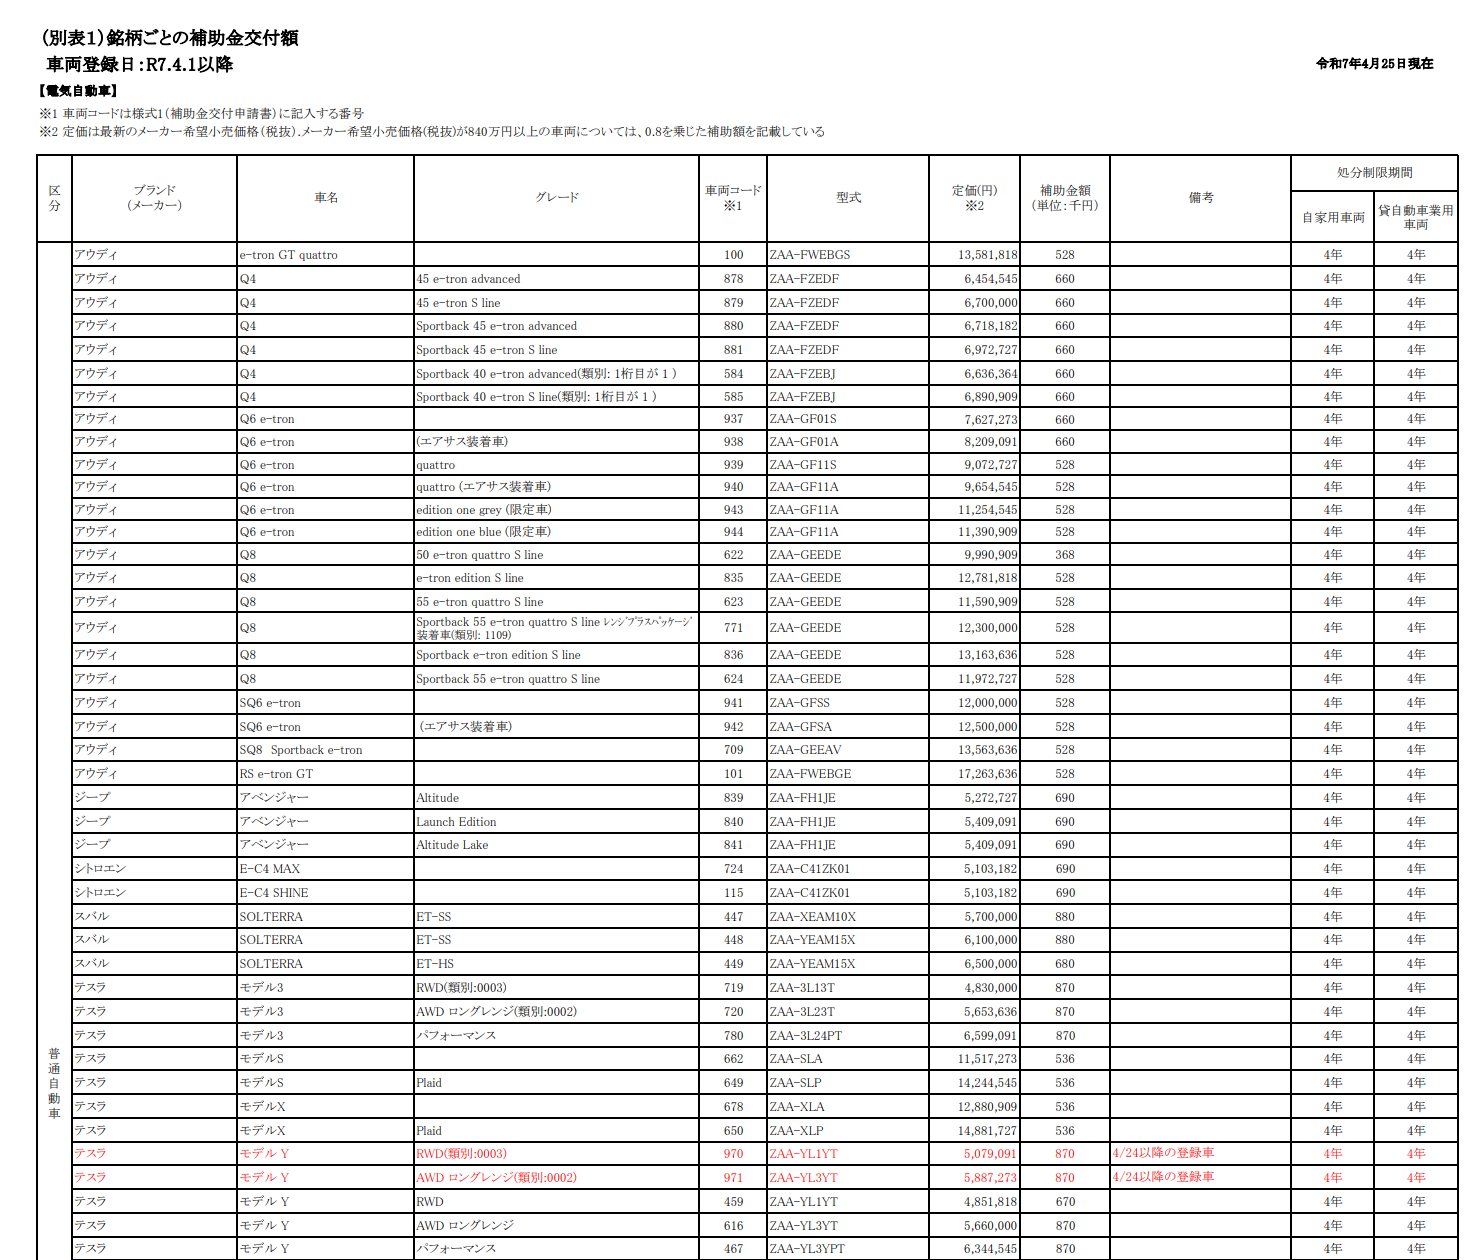 （別表１）銘柄ごとの補助金交付額
車両登録日：R7.4.1以降
令和7年4月25日現在
【電気自動車】
※1 車両コードは様式1（補助金交付申請書）に記入する番号
※2 定価は最新のメーカー希望小売価格（税抜）.メーカー希望小売価格(税抜)が840万円以上の車両については、0.8を乗じた補助額を記載している
区分 ブランド（メーカー） 車名 グレード 車両コード※1 型式 定価(円)※2 補助金額（単位：千円） 備考 処分制限期間
自家用車両 貸自動車業用車両
普通自動車
アウディ e-tron GT quattro 100 ZAA-FWEBGS 13,581,818 528 4年 4年
アウディ Q4 45 e-tron advanced 878 ZAA-FZEDF 6,454,545 660 4年 4年
アウディ Q4 45 e-tron S line 879 ZAA-FZEDF 6,700,000 660 4年 4年
アウディ Q4 Sportback 45 e-tron advanced 880 ZAA-FZEDF 6,718,182 660 4年 4年
アウディ Q4 Sportback 45 e-tron S line 881 ZAA-FZEDF 6,972,727 660 4年 4年
アウディ Q4 Sportback 40 e-tron advanced(類別: 1桁目が 1 ) 584 ZAA-FZEBJ 6,636,364 660 4年 4年
アウディ Q4 Sportback 40 e-tron S line(類別: 1桁目が 1 ) 585 ZAA-FZEBJ 6,890,909 660 4年 4年
アウディ Q6 e-tron 937 ZAA-GF01S 7,627,273 660 4年 4年
アウディ Q6 e-tron (エアサス装着車) 938 ZAA-GF01A 8,209,091 660 4年 4年
アウディ Q6 e-tron quattro 939 ZAA-GF11S 9,072,727 528 4年 4年
アウディ Q6 e-tron quattro (エアサス装着車) 940 ZAA-GF11A 9,654,545 528 4年 4年
アウディ Q6 e-tron edition one grey (限定車) 943 ZAA-GF11A 11,254,545 528 4年 4年
アウディ Q6 e-tron edition one blue (限定車) 944 ZAA-GF11A 11,390,909 528 4年 4年
アウディ Q8 50 e-tron quattro S line 622 ZAA-GEEDE 9,990,909 368 4年 4年
アウディ Q8 e-tron edition S line 835 ZAA-GEEDE 12,781,818 528 4年 4年
アウディ Q8 55 e-tron quattro S line 623 ZAA-GEEDE 11,590,909 528 4年 4年
アウディ Q8 Sportback 55 e-tron quattro S line ﾚﾝｼﾞﾌﾟﾗｽﾊﾟｯｹｰｼﾞ装着車(類別: 1109) 771 ZAA-GEEDE 12,300,000 528 4年 4年
アウディ Q8 Sportback e-tron edition S line 836 ZAA-GEEDE 13,163,636 528 4年 4年
アウディ Q8 Sportback 55 e-tron quattro S line 624 ZAA-GEEDE 11,972,727 528 4年 4年
アウディ SQ6 e-tron 941 ZAA-GFSS 12,000,000 528 4年 4年
アウディ SQ6 e-tron （エアサス装着車） 942 ZAA-GFSA 12,500,000 528 4年 4年
アウディ SQ8 Sportback e-tron 709 ZAA-GEEAV 13,563,636 528 4年 4年
アウディ RS e-tron GT 101 ZAA-FWEBGE 17,263,636 528 4年 4年
ジープ アベンジャー Altitude 839 ZAA-FH1JE 5,272,727 690 4年 4年
ジープ アベンジャー Launch Edition 840 ZAA-FH1JE 5,409,091 690 4年 4年
ジープ アベンジャー Altitude Lake 841 ZAA-FH1JE 5,409,091 690 4年 4年
シトロエン E-C4 MAX 724 ZAA-C41ZK01 5,103,182 690 4年 4年
シトロエン E-C4 SHINE 115 ZAA-C41ZK01 5,103,182 690 4年 4年
スバル SOLTERRA ET-SS 447 ZAA-XEAM10X 5,700,000 880 4年 4年
スバル SOLTERRA ET-SS 448 ZAA-YEAM15X 6,100,000 880 4年 4年
スバル SOLTERRA ET-HS 449 ZAA-YEAM15X 6,500,000 680 4年 4年
テスラ モデル3 RWD(類別:0003) 719 ZAA-3L13T 4,830,000 870 4年 4年
テスラ モデル3 AWD ロングレンジ(類別:0002) 720 ZAA-3L23T 5,653,636 870 4年 4年
テスラ モデル3 パフォーマンス 780 ZAA-3L24PT 6,599,091 870 4年 4年
テスラ モデルS 662 ZAA-SLA 11,517,273 536 4年 4年
テスラ モデルS Plaid 649 ZAA-SLP 14,244,545 536 4年 4年
テスラ モデルX 678 ZAA-XLA 12,880,909 536 4年 4年
テスラ モデルX Plaid 650 ZAA-XLP 14,881,727 536 4年 4年
テスラ モデル Y RWD(類別:0003) 970 ZAA-YL1YT 5,079,091 870 4/24以降の登録車 4年 4年
テスラ モデル Y AWD ロングレンジ(類別:0002) 971 ZAA-YL3YT 5,887,273 870 4/24以降の登録車 4年 4年
テスラ モデル Y RWD 459 ZAA-YL1YT 4,851,818 670 4年 4年
テスラ モデル Y AWD ロングレンジ 616 ZAA-YL3YT 5,660,000 870 4年 4年
テスラ モデル Y パフォーマンス 467 ZAA-YL3YPT 6,344,545 870 4年 4年